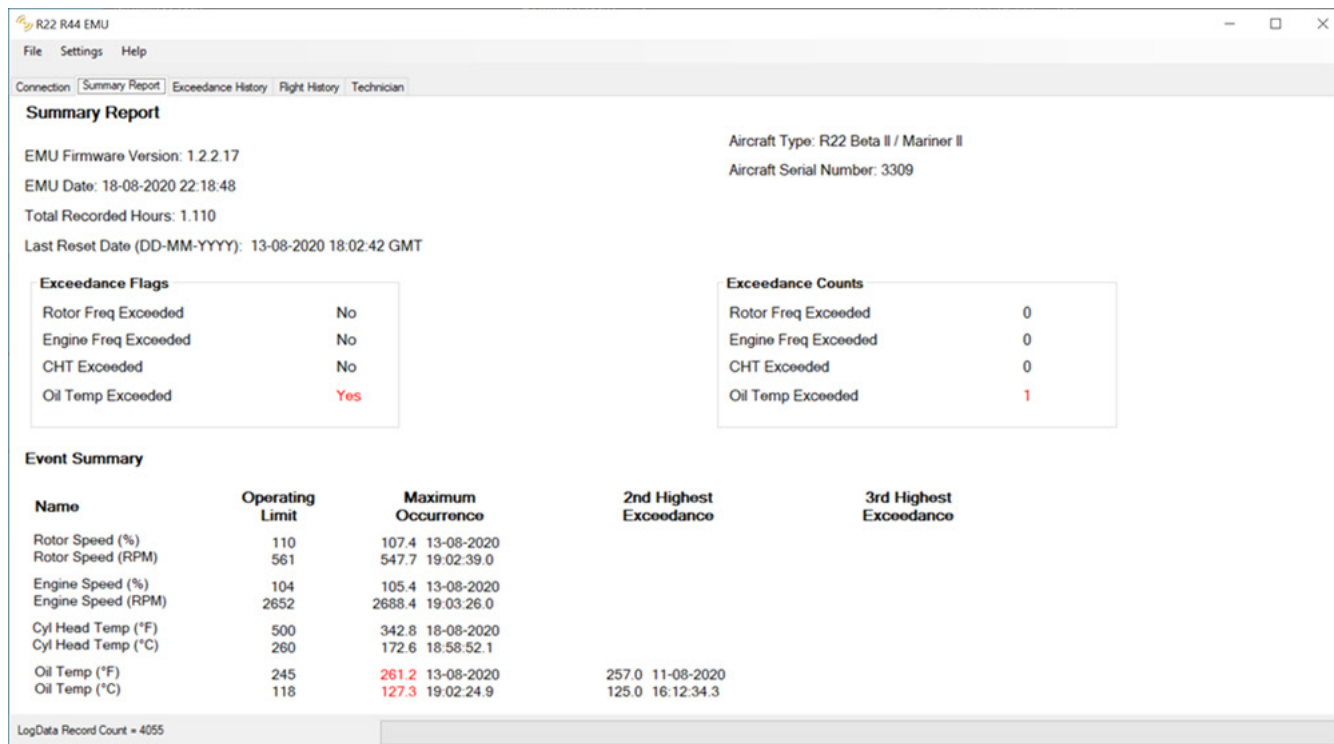 R22 R44 EMU
File Settings Help
Connection Summary Report Exceedance History Flight History Technician
Summary Report
EMU Firmware Version: 1.2.2.17
EMU Date: 18-08-2020 22:18:48
Total Recorded Hours: 1.110
Last Reset Date (DD-MM-YYYY): 13-08-2020 18:02:42 GMT
Aircraft Type: R22 Beta II / Mariner II
Aircraft Serial Number: 3309
Exceedance Flags
Rotor Freq Exceeded No
Engine Freq Exceeded No
CHT Exceeded No
Oil Temp Exceeded Yes
Exceedance Counts
Rotor Freq Exceeded 0
Engine Freq Exceeded 0
CHT Exceeded 0
Oil Temp Exceeded 1
Event Summary
Name Operating Limit Maximum Occurrence 2nd Highest Exceedance 3rd Highest Exceedance
Rotor Speed (%) 110 107.4 13-08-2020
Rotor Speed (RPM) 561 547.7 19:02:39.0
Engine Speed (%) 104 105.4 13-08-2020
Engine Speed (RPM) 2652 2688.4 19:03:26.0
Cyl Head Temp (°F) 500 342.8 18-08-2020
Cyl Head Temp (°C) 260 172.6 18:58:52.1
Oil Temp (°F) 245 261.2 13-08-2020 257.0 11-08-2020
Oil Temp (°C) 118 127.3 19:02:24.9 125.0 16:12:34.3
LogData Record Count = 4055